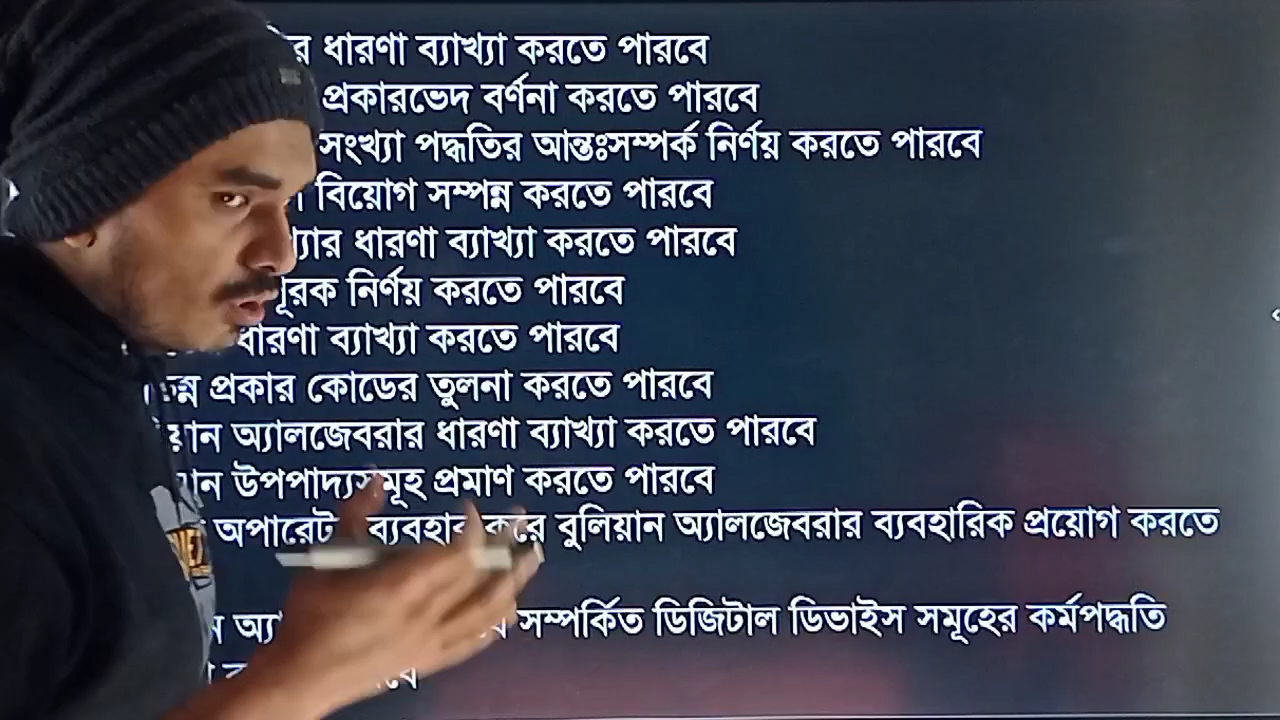 ধারণা ব্যাখ্যা করতে পারবে
প্রকারভেদ বর্ণনা করতে পারবে
সংখ্যা পদ্ধতির আন্তঃসম্পর্ক নির্ণয় করতে পারবে
বিয়োগ সম্পন্ন করতে পারবে
ধারণা ব্যাখ্যা করতে পারবে
নির্ণয় করতে পারবে
ধারণা ব্যাখ্যা করতে পারবে
প্রকার কোডের তুলনা করতে পারবে
অ্যালজেবরার ধারণা ব্যাখ্যা করতে পারবে
উপপাদ্যসমূহ প্রমাণ করতে পারবে
ব্যবহার করে বুলিয়ান অ্যালজেবরার ব্যবহারিক প্রয়োগ করতে
সম্পর্কিত ডিজিটাল ডিভাইস সমূহের কর্মপদ্ধতি